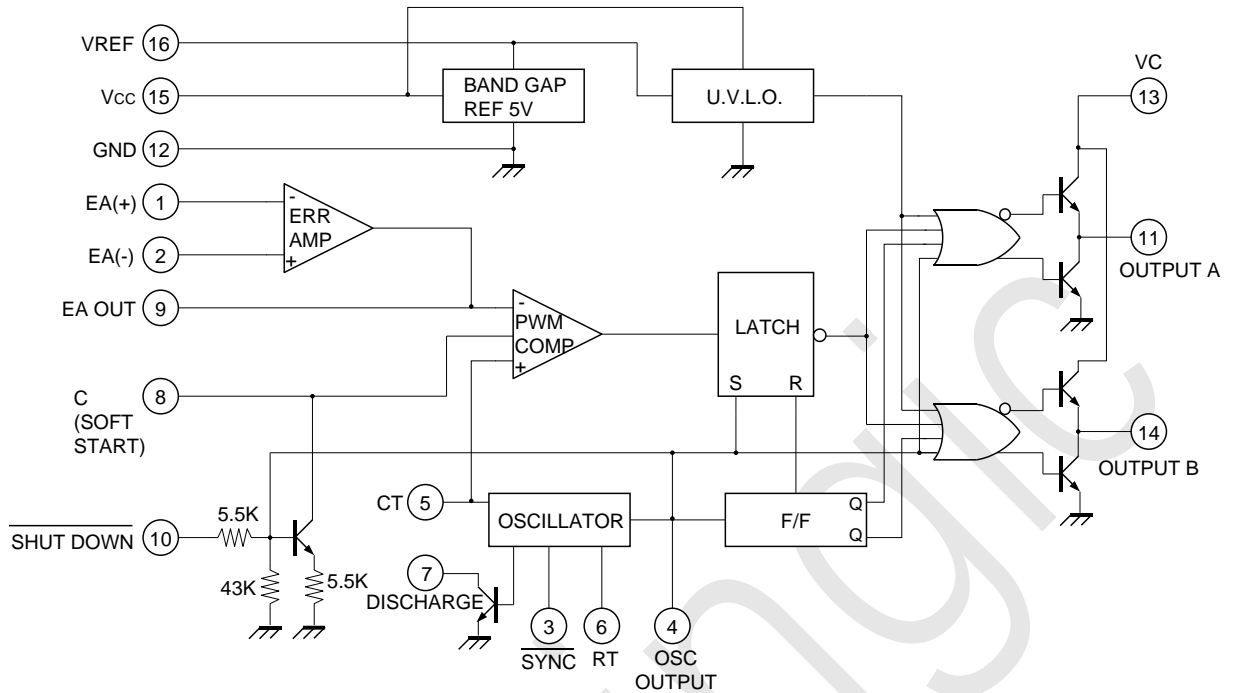 VREF 16
VCC 15
GND 12
EA(+) 1
EA(-) 2
EA OUT 9
C 8
(SOFT
START)
SHUT DOWN 10
BAND GAP
REF 5V
U.V.L.O.
VC
13
-
ERR
AMP
+
-
PWM
COMP
+
LATCH
S R
11
OUTPUT A
14
OUTPUT B
CT 5
OSCILLATOR
F/F
Q
Q
5.5K
43K
5.5K
7
DISCHARGE
3
SYNC
6
RT
4
OSC
OUTPUT